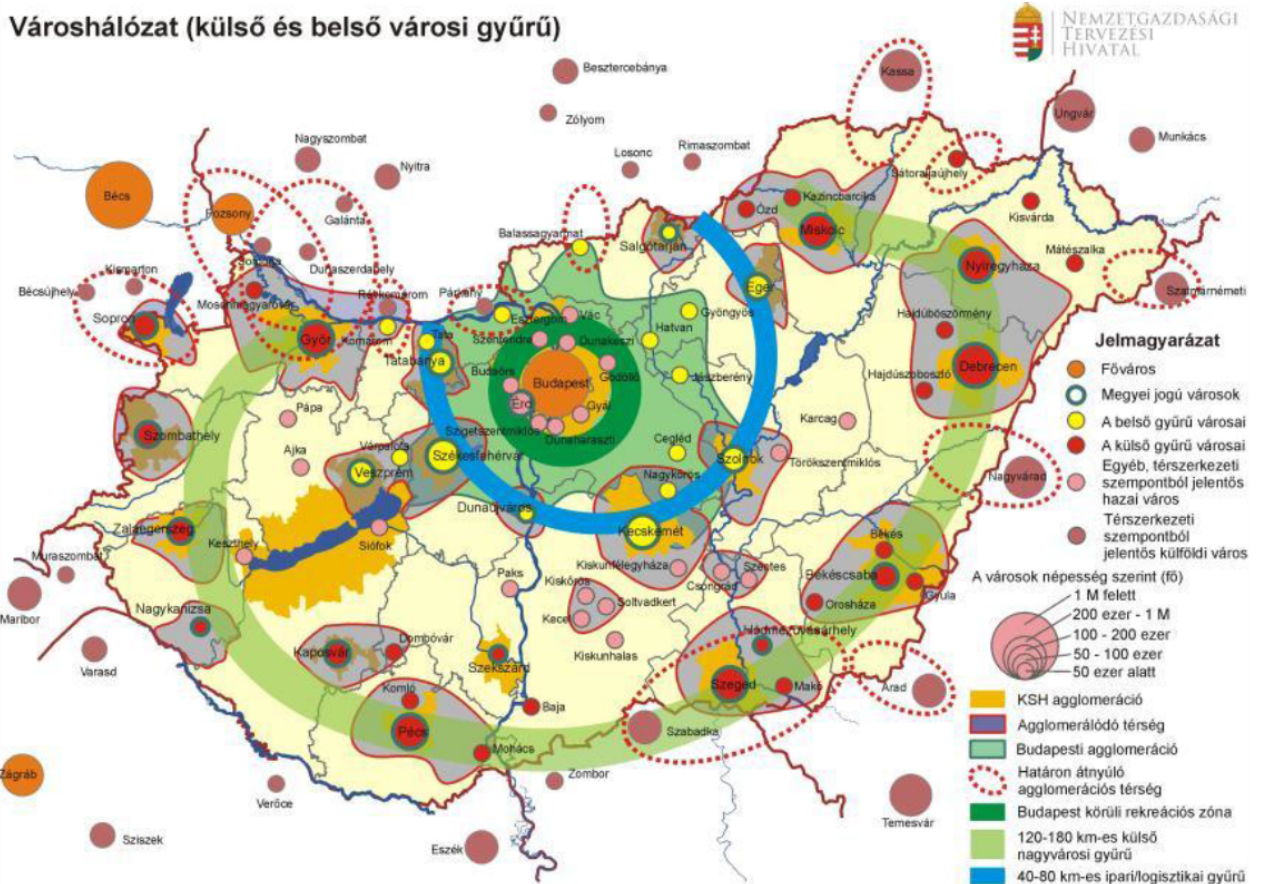 Városhálózat (külső és belső városi gyűrű)
NEMZETGAZDASÁGI
TERVEZÉSI
HIVATAL
Besztercebánya
Kassa
Zólyom
Ungvár
Munkács
Nagyszombat
Nyitra
Losonc
Rimaszombat
Sátoraljaújhely
Bécs
Pozsony
Galánta
Ózd
Kazincbarcika
Kisvárda
Balassagyarmat
Salgótarján
Miskolc
Mátészalka
Nyíregyháza
Kismarton
Dunaszerdahely
Bécsújhely
Mosonmagyaróvár
Révkomárom
Párkány
Eger
Szatmárnémeti
Sopron
Esztergom
Vác
Gyöngyös
Hajdúböszörmény
Győr
Komárom
Tata
Szentendre
Dunakeszi
Hatvan
Tatabánya
Budaörs
Gödöllő
Jászberény
Hajdúszoboszló
Debrecen
Budapest
Érd
Gyál
Pápa
Szigetszentmiklós
Dunaharaszti
Karcag
Szombathely
Ajka
Várpalota
Székesfehérvár
Cegléd
Szolnok
Törökszentmiklós
Veszprém
Nagykőrös
Nagyvárad
Zalaegerszeg
Dunaújváros
Kecskemét
Keszthely
Siófok
Békés
Muraszombat
Kiskunfélegyháza
Szentes
Csongrád
Békéscsaba
Gyula
Paks
Kiskőrös
Soltvadkert
Orosháza
Maribor
Nagykanizsa
Kecel
Kaposvár
Dombóvár
Kiskunhalas
Hódmezővásárhely
Varasd
Szekszárd
Komló
Szeged
Makó
Arad
Pécs
Baja
Szabadka
Mohács
Zágráb
Zombor
Verőce
Temesvár
Sziszek
Eszék
Jelmagyarázat
Főváros
Megyei jogú városok
A belső gyűrű városai
A külső gyűrű városai
Egyéb, térszerkezeti
szempontból jelentős
hazai város
Térszerkezeti
szempontból
jelentős külföldi város
A városok népesség szerint (fő)
1 M felett
200 ezer - 1 M
100 - 200 ezer
50 - 100 ezer
50 ezer alatt
KSH agglomeráció
Agglomerálódó térség
Budapesti agglomeráció
Határon átnyúló
agglomerációs térség
Budapest körüli rekreációs zóna
120-180 km-es külső
nagyvárosi gyűrű
40-80 km-es ipari/logisztikai gyűrű